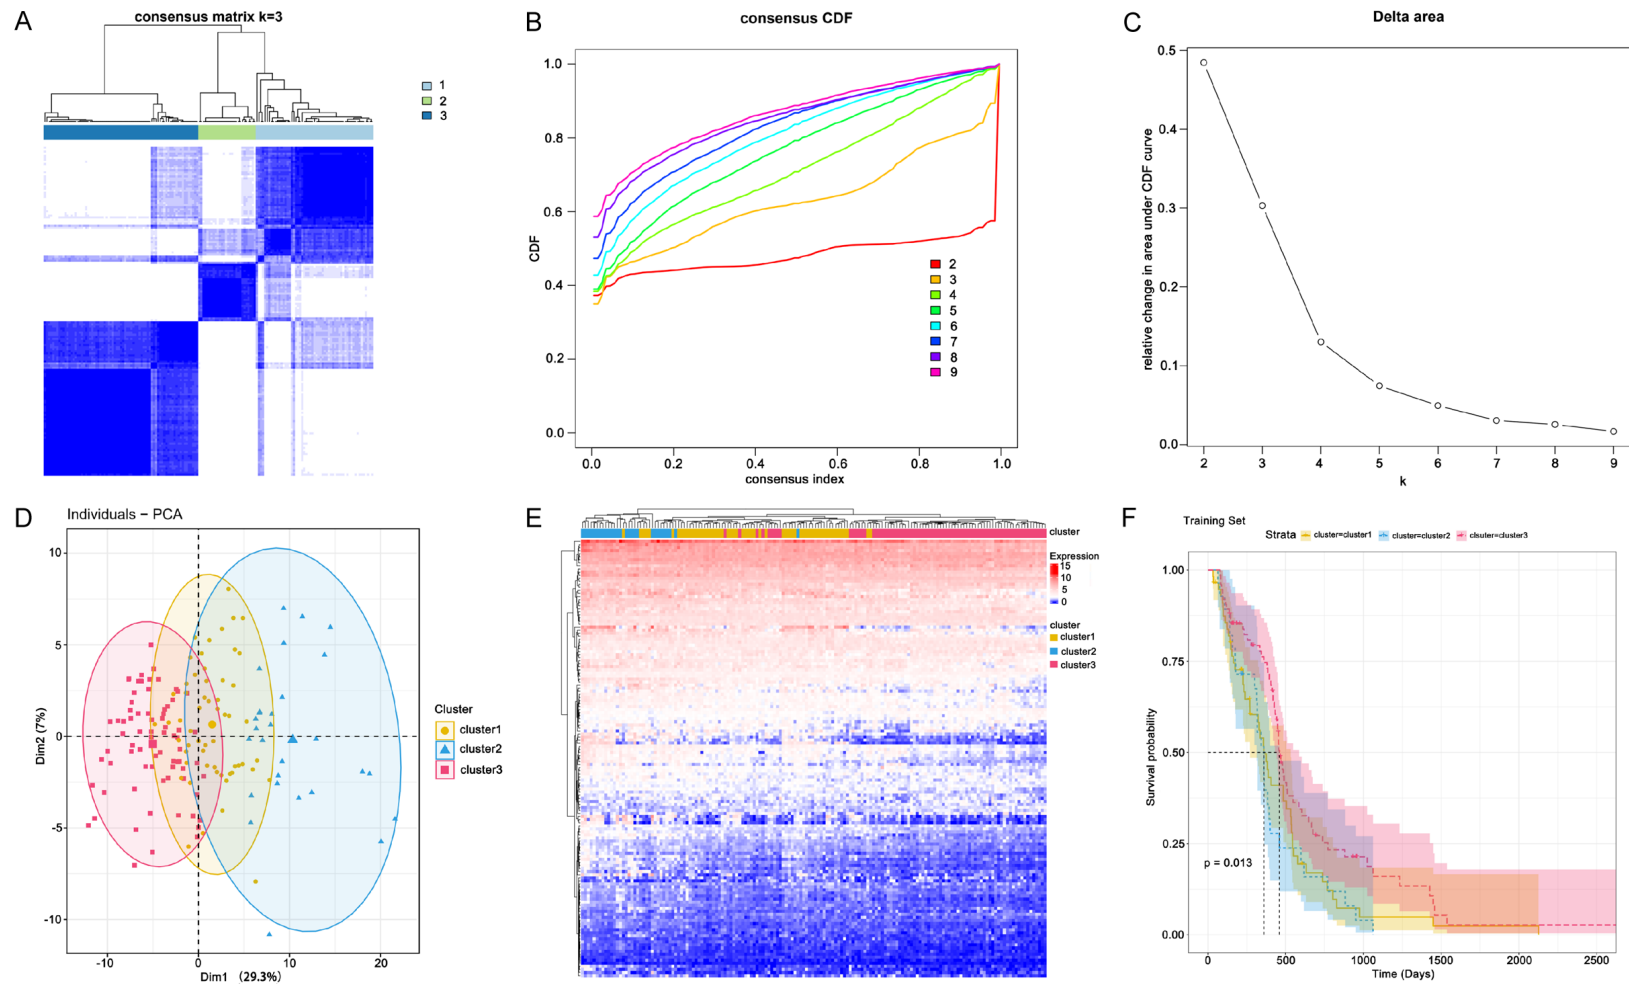 A
consensus matrix k=3
1
2
3
B
consensus CDF
CDF
1.0
0.8
0.6
0.4
0.2
0.0
2
3
4
5
6
7
8
9
0.0 0.2 0.4 0.6 0.8 1.0
consensus index
C
Delta area
relative change in area under CDF curve
0.5
0.4
0.3
0.2
0.1
0.0
2 3 4 5 6 7 8 9
k
D
Individuals − PCA
Dim2 (7%)
10
5
0
-5
-10
-10 0 10 20
Dim1 (29.3%)
Cluster
cluster1
cluster2
cluster3
E
cluster
Expression
15
10
5
0
cluster
cluster1
cluster2
cluster3
F
Training Set
Strata cluster=cluster1 cluster=cluster2 cluster=cluster3
Survival probability
1.00
0.75
0.50
0.25
0.00
p = 0.013
0 500 1000 1500 2000 2500
Time (Days)